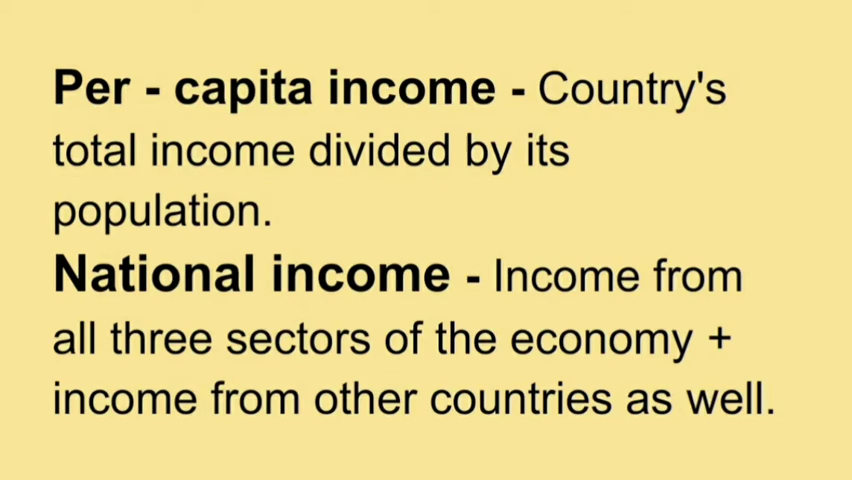 Per - capita income - Country's
total income divided by its
population.
National income - Income from
all three sectors of the economy +
income from other countries as well.